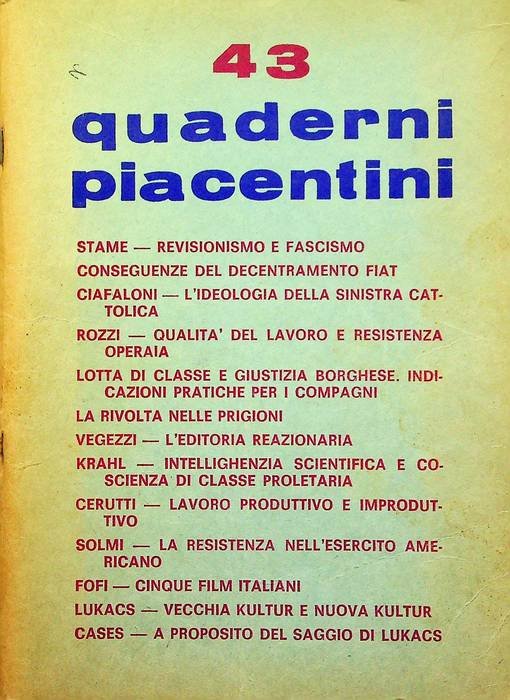 43
quaderni
piacentini
STAME — REVISIONISMO E FASCISMO
CONSEGUENZE DEL DECENTRAMENTO FIAT
CIAFALONI — L'IDEOLOGIA DELLA SINISTRA CAT-
TOLICA
ROZZI — QUALITA' DEL LAVORO E RESISTENZA
OPERAIA
LOTTA DI CLASSE E GIUSTIZIA BORGHESE. INDI-
CAZIONI PRATICHE PER I COMPAGNI
LA RIVOLTA NELLE PRIGIONI
VEGEZZI — L'EDITORIA REAZIONARIA
KRAHL — INTELLIGHENZIA SCIENTIFICA E CO-
SCIENZA DI CLASSE PROLETARIA
CERUTTI — LAVORO PRODUTTIVO E IMPRODUT-
TIVO
SOLMI — LA RESISTENZA NELL'ESERCITO AME-
RICANO
FOFI — CINQUE FILM ITALIANI
LUKACS — VECCHIA KULTUR E NUOVA KULTUR
CASES — A PROPOSITO DEL SAGGIO DI LUKACS